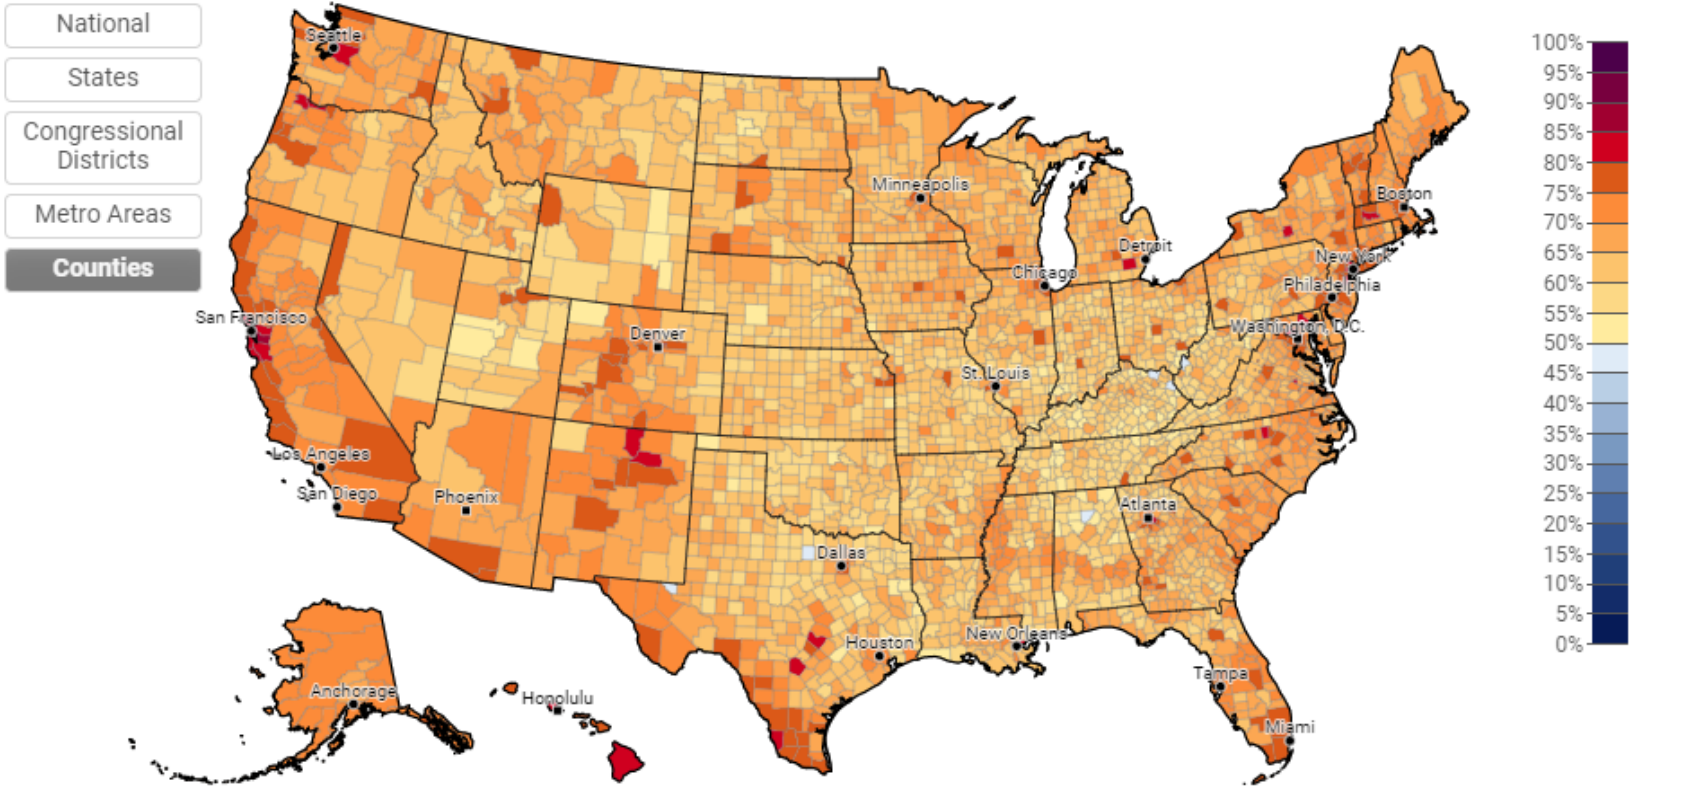 National
States
Congressional
Districts
Metro Areas
Counties
Seattle
Minneapolis
Boston
Detroit
New York
Chicago
Philadelphia
San Francisco
Washington, D.C.
Denver
St. Louis
Los Angeles
San Diego
Phoenix
Atlanta
Dallas
New Orleans
Houston
Tampa
Anchorage
Honolulu
Miami
100%
95%
90%
85%
80%
75%
70%
65%
60%
55%
50%
45%
40%
35%
30%
25%
20%
15%
10%
5%
0%